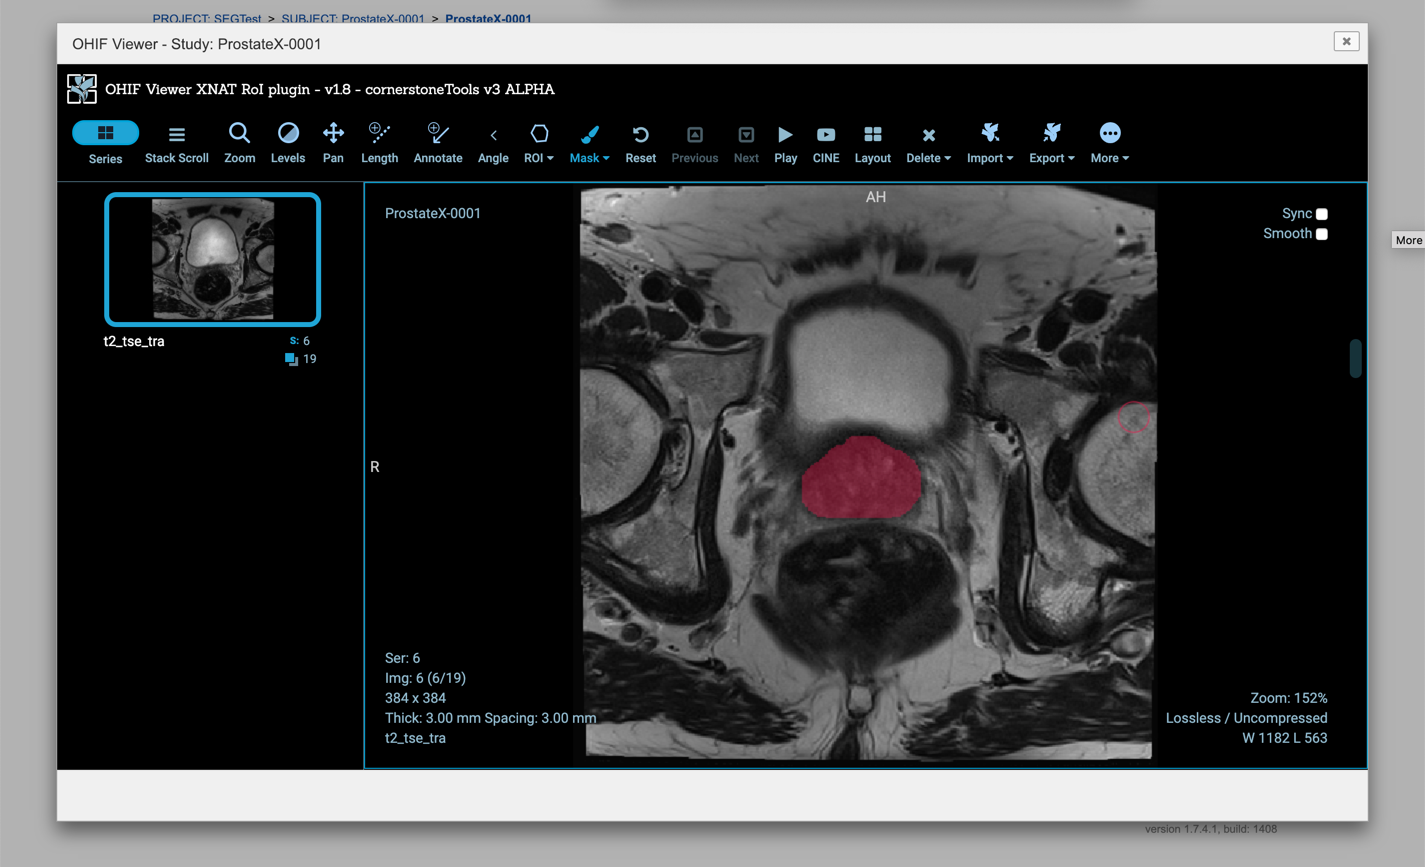 PROJECT: SEGTest > SUBJECT: ProstateX-0001 > ProstateX-0001
OHIF Viewer - Study: ProstateX-0001
OHIF Viewer XNAT RoI plugin - v1.8 - cornerstoneTools v3 ALPHA
Series Stack Scroll Zoom Levels Pan Length Annotate Angle ROI Mask Reset Previous Next Play CINE Layout Delete Import Export More
AH
ProstateX-0001
Sync
Smooth
More
t2_tse_tra
S: 6
19
R
Ser: 6
Img: 6 (6/19)
384 x 384
Thick: 3.00 mm Spacing: 3.00 mm
t2_tse_tra
Zoom: 152%
Lossless / Uncompressed
W 1182 L 563
version 1.7.4.1, build: 1408